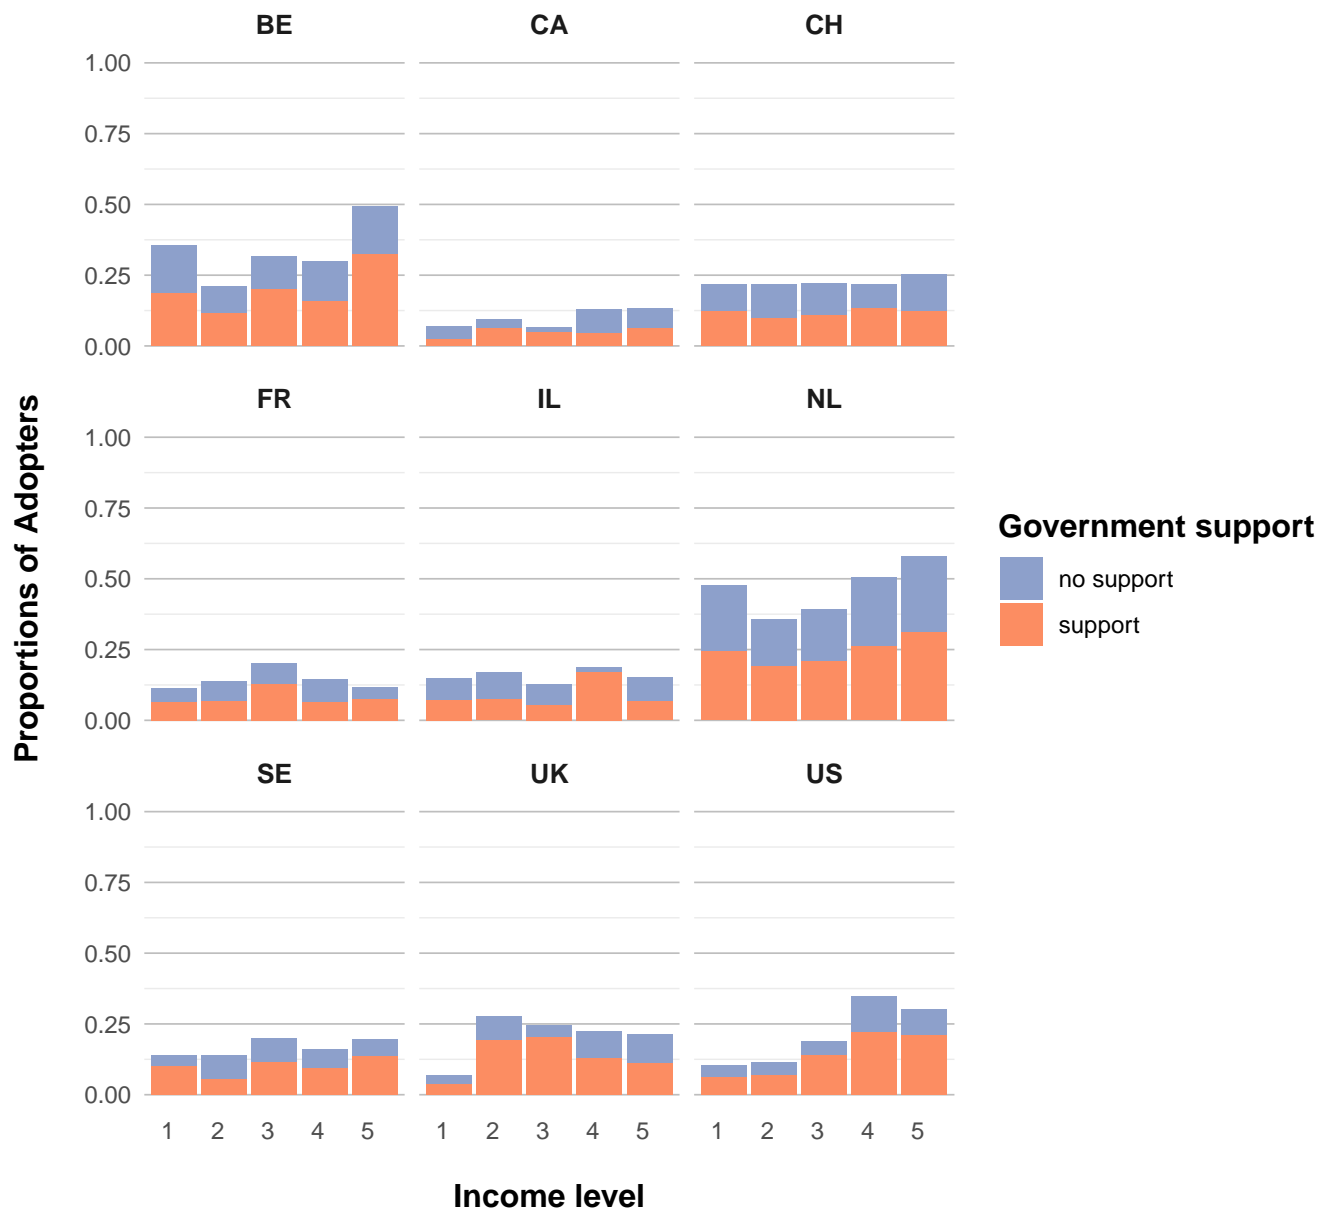 BE CA CH
1.00
0.75
0.50
0.25
0.00
FR IL NL
1.00
0.75
0.50
0.25
0.00
SE UK US
1.00
0.75
0.50
0.25
0.00
1 2 3 4 5 1 2 3 4 5 1 2 3 4 5
Income level
Proportions of Adopters
Government support
no support
support